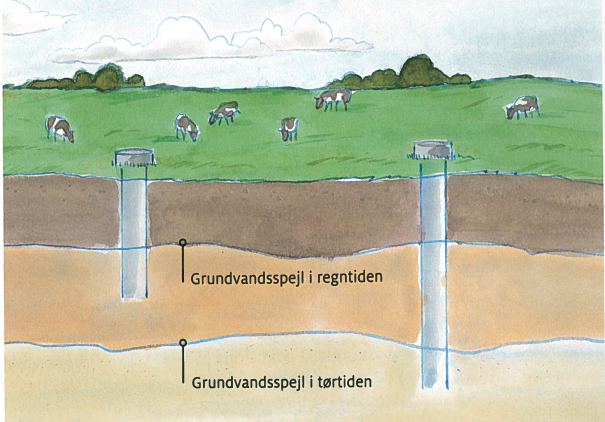 Grundvandsspejl i regntiden
Grundvandsspejl i tørtiden